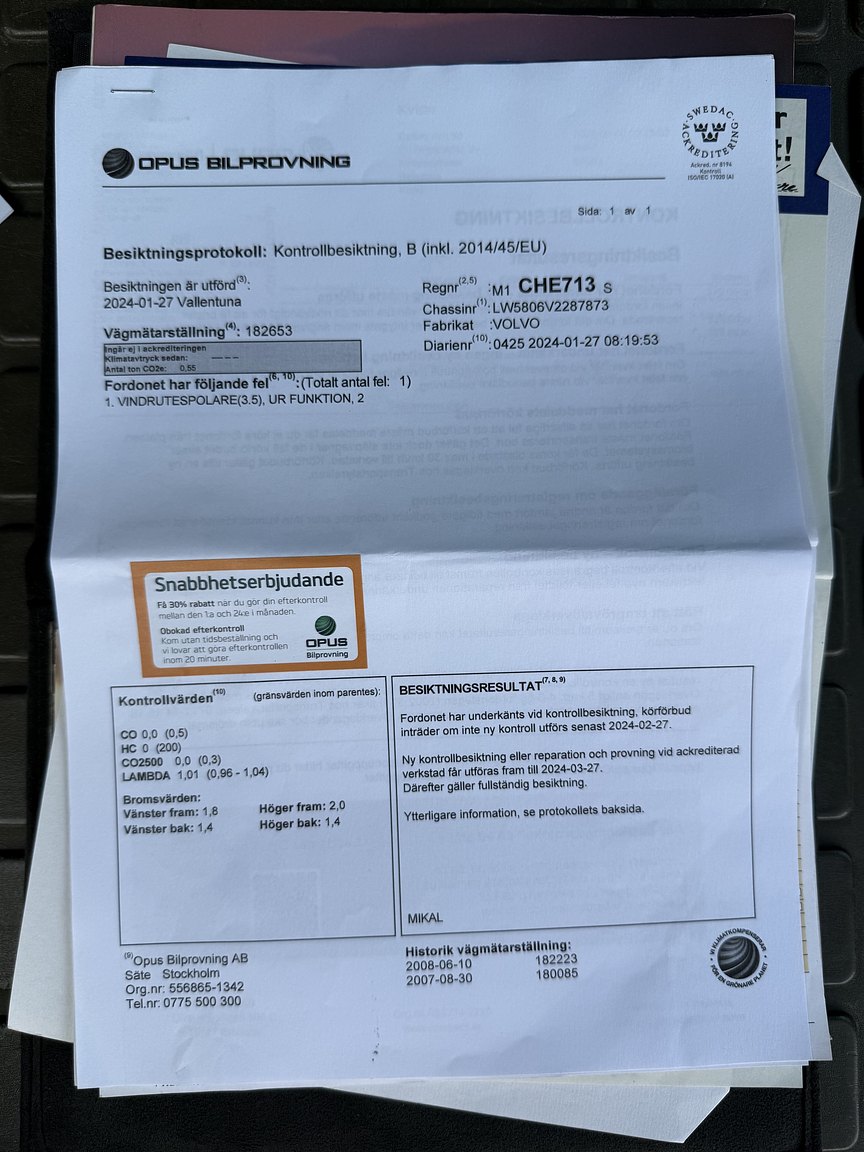 SWEDAC
ACKREDITERING
Ackred. nr 8194
Kontroll
ISO/IEC 17020 (A)
OPUS BILPROVNING
Sida: 1 av 1
Besiktningsprotokoll: Kontrollbesiktning, B (inkl. 2014/45/EU)
Besiktningen är utförd(3):
2024-01-27 Vallentuna
Regnr(2,5) :M1 CHE713 S
Chassinr(1):LW5806V2287873
Fabrikat :VOLVO
Diarienr(10):0425 2024-01-27 08:19:53
Vägmätarställning(4): 182653
Ingår ej i ackrediteringen
Klimatavtryck sedan: ----
Antal ton CO2e: 0,55
Fordonet har följande fel(6, 10):(Totalt antal fel: 1)
1. VINDRUTESPOLARE(3.5), UR FUNKTION, 2
Snabbhetserbjudande
Få 30% rabatt när du gör din efterkontroll
mellan den 1:a och 24:e i månaden.
Obokad efterkontroll
Kom utan tidsbeställning och
vi lovar att göra efterkontrollen
inom 20 minuter.
OPUS
Bilprovning
Kontrollvärden(10) (gränsvärden inom parentes):
CO 0,0 (0,5)
HC 0 (200)
CO2500 0,0 (0,3)
LAMBDA 1,01 (0,96 - 1,04)
Bromsvärden:
Vänster fram: 1,8 Höger fram: 2,0
Vänster bak: 1,4 Höger bak: 1,4
BESIKTNINGSRESULTAT(7, 8, 9)
Fordonet har underkänts vid kontrollbesiktning, körförbud
inträder om inte ny kontroll utförs senast 2024-02-27.
Ny kontrollbesiktning eller reparation och provning vid ackrediterad
verkstad får utföras fram till 2024-03-27.
Därefter gäller fullständig besiktning.
Ytterligare information, se protokollets baksida.
MIKAL
(9)Opus Bilprovning AB
Säte Stockholm
Org.nr: 556865-1342
Tel.nr: 0775 500 300
Historik vägmätarställning:
2008-06-10 182223
2007-08-30 180085
VI KLIMATKOMPENSERAR
FÖR EN GRÖNARE PLANET